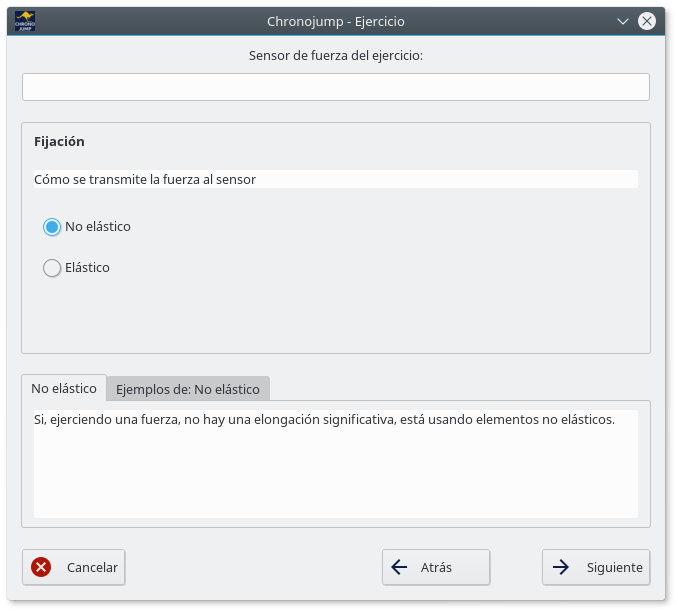 CHRONO
JUMP
Chronojump - Ejercicio
Sensor de fuerza del ejercicio:
Fijación
Cómo se transmite la fuerza al sensor
No elástico
Elástico
No elástico
Ejemplos de: No elástico
Si, ejerciendo una fuerza, no hay una elongación significativa, está usando elementos no elásticos.
Cancelar
Atrás
Siguiente